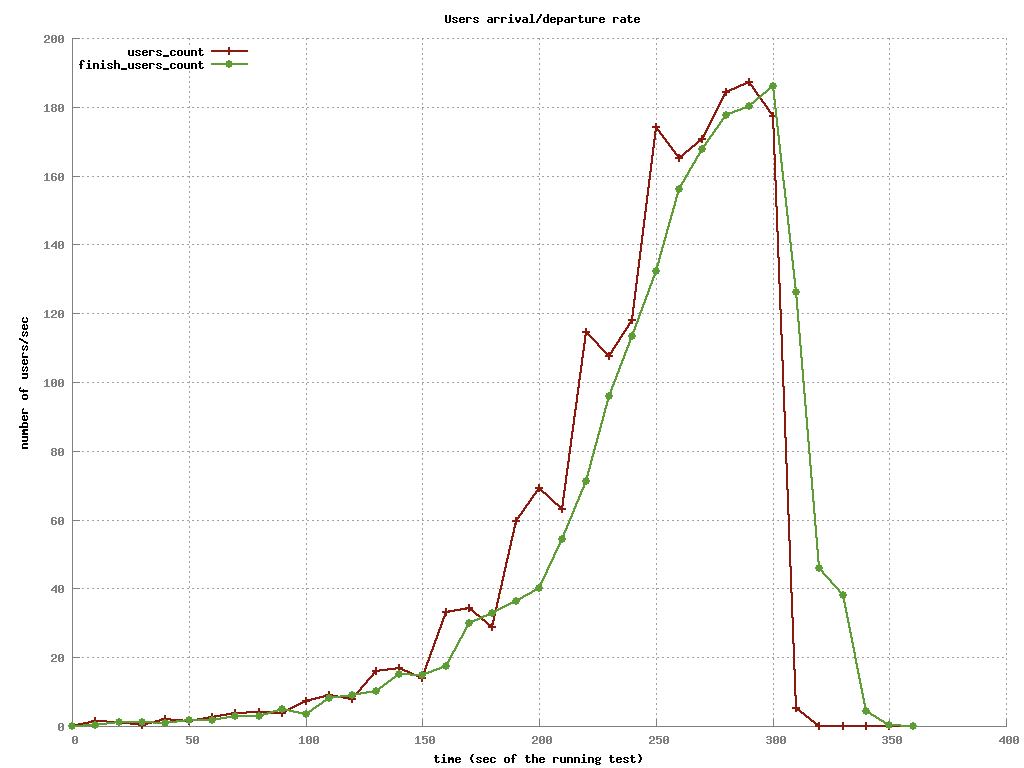 Users arrival/departure rate
users_count
finish_users_count
200
180
160
140
120
100
80
60
40
20
0
number of users/sec
0 50 100 150 200 250 300 350 400
time (sec of the running test)